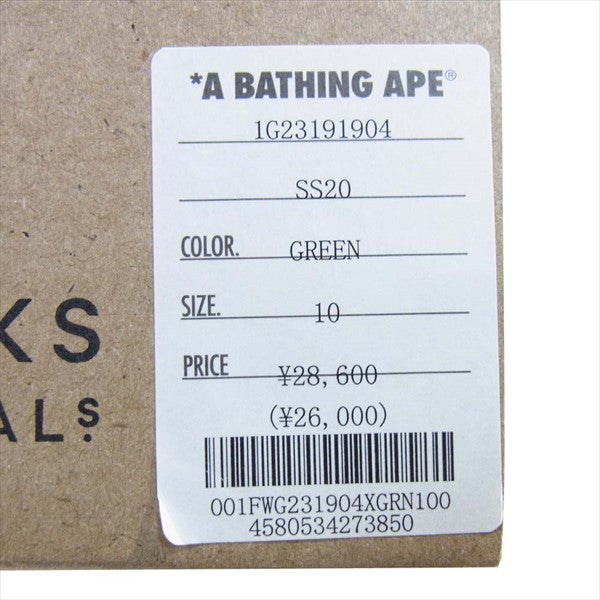 *A BATHING APE®
1G23191904
SS20
COLOR. GREEN
SIZE. 10
PRICE ¥28,600
(¥26,000)
001FWG231904XGRN100
4580534273850
KS
ALS.